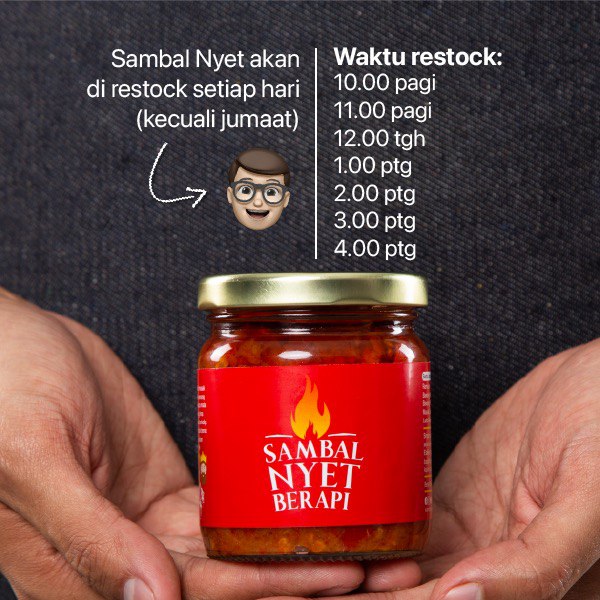 Sambal Nyet akan
di restock setiap hari
(kecuali jumaat)
Waktu restock:
10.00 pagi
11.00 pagi
12.00 tgh
1.00 ptg
2.00 ptg
3.00 ptg
4.00 ptg
SAMBAL
NYET
BERAPI